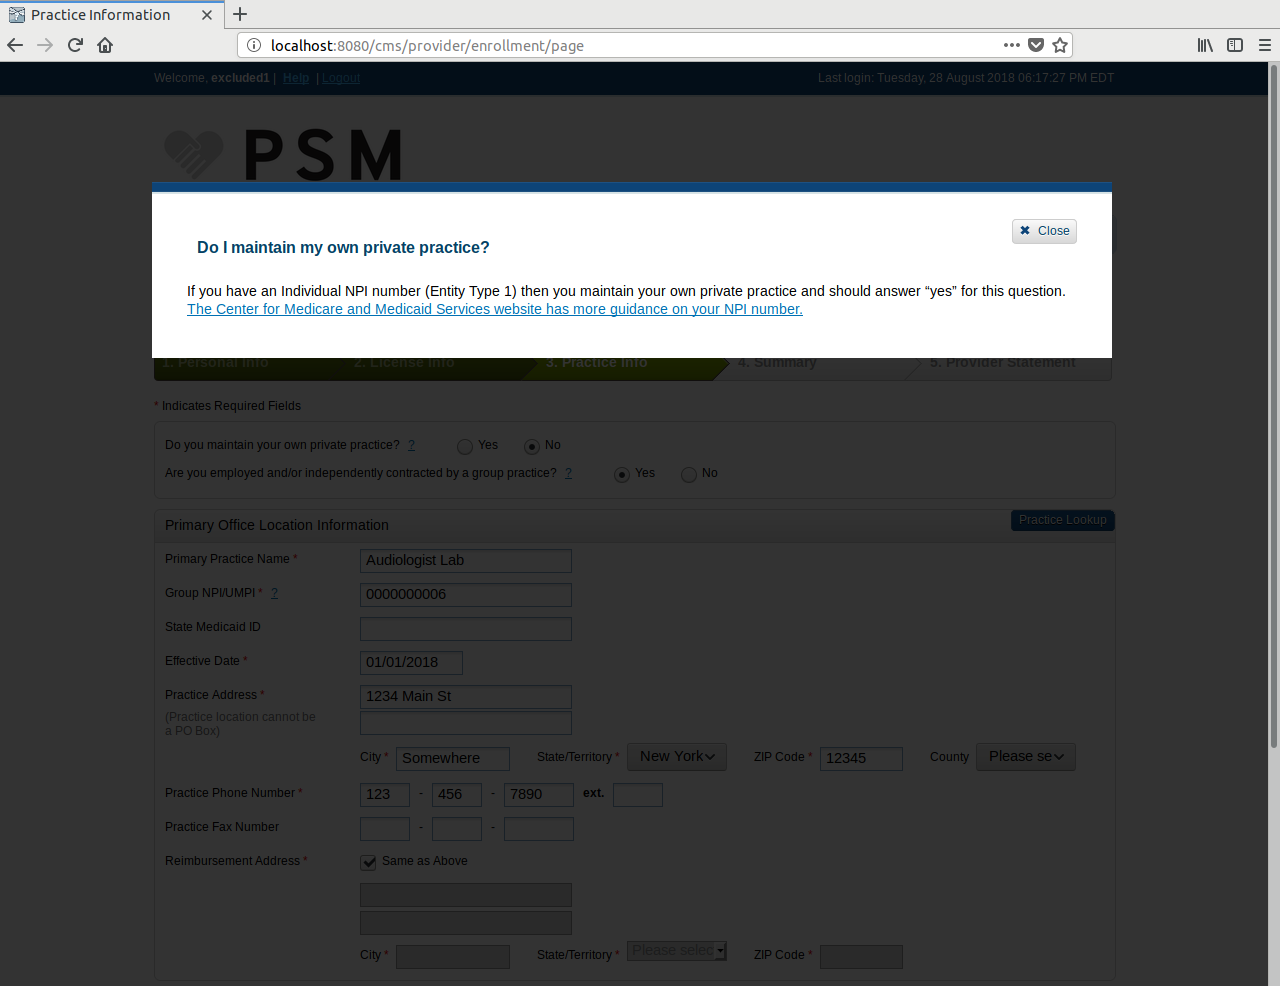 Practice Information
localhost:8080/cms/provider/enrollment/page
Welcome, excluded1 | Help | Logout
Last login: Tuesday, 28 August 2018 06:17:27 PM EDT
PSM
Close
Do I maintain my own private practice?
If you have an Individual NPI number (Entity Type 1) then you maintain your own private practice and should answer “yes” for this question.
The Center for Medicare and Medicaid Services website has more guidance on your NPI number.
1. Personal Info 2. License Info 3. Practice Info 4. Summary 5. Provider Statement
* Indicates Required Fields
Do you maintain your own private practice? ? Yes No
Are you employed and/or independently contracted by a group practice? ? Yes No
Primary Office Location Information
Practice Lookup
Primary Practice Name * Audiologist Lab
Group NPI/UMPI * ? 0000000006
State Medicaid ID
Effective Date * 01/01/2018
Practice Address * 1234 Main St
(Practice location cannot be
a PO Box)
City * Somewhere State/Territory * New York ZIP Code * 12345 County Please se
Practice Phone Number * 123 - 456 - 7890 ext.
Practice Fax Number - -
Reimbursement Address * Same as Above
City * State/Territory * Please selec ZIP Code *